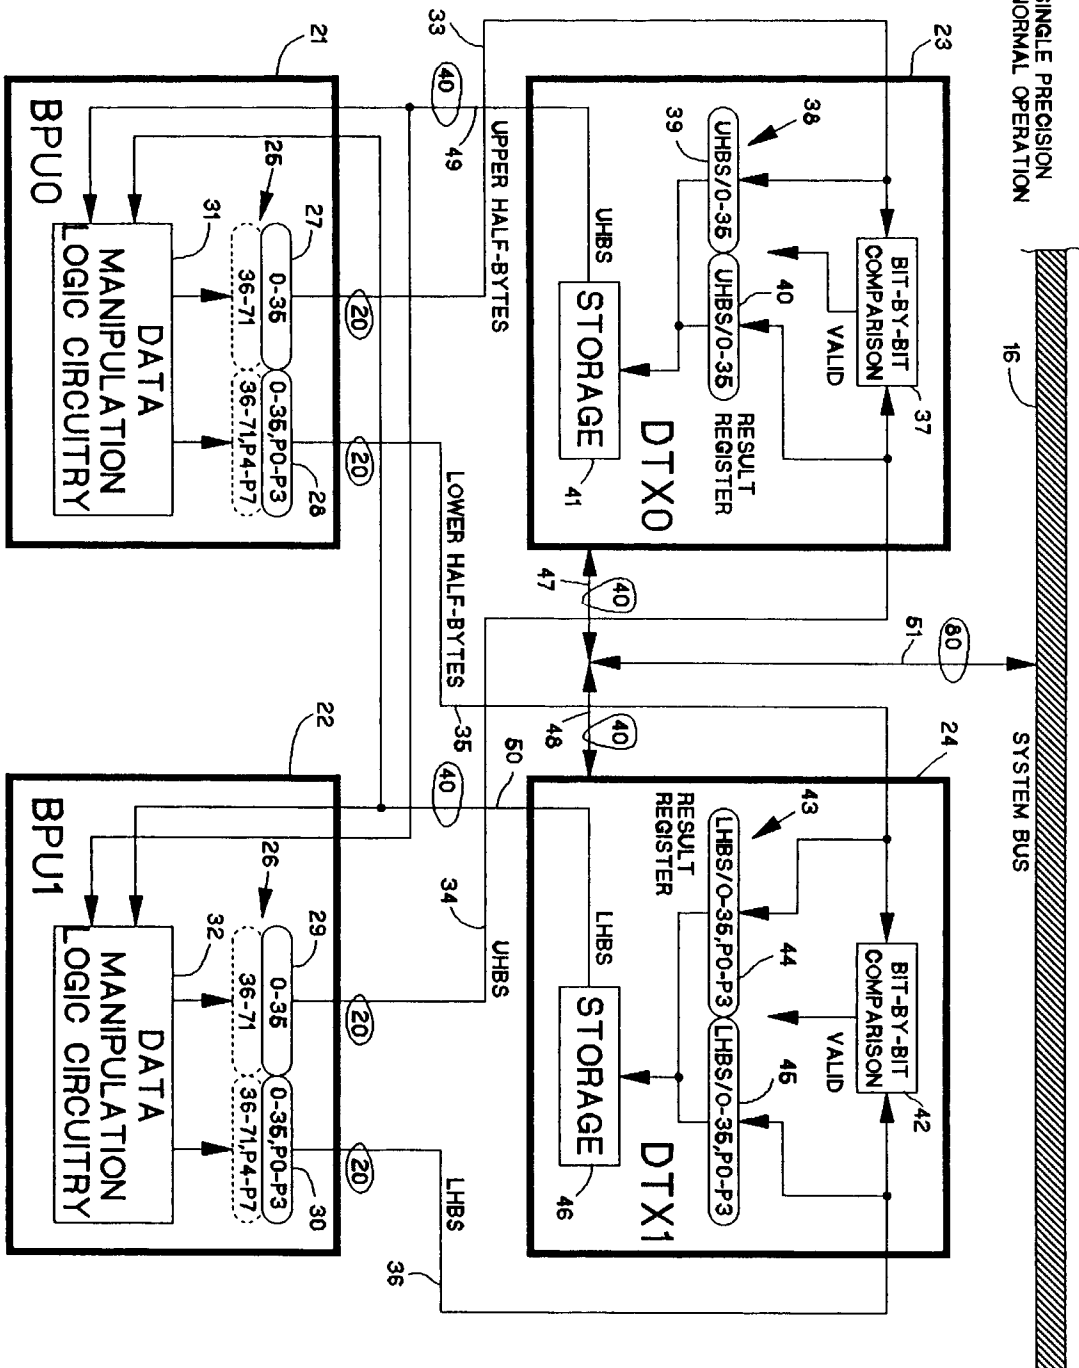 SINGLE PRECISION
NORMAL OPERATION
16
SYSTEM BUS
23
80
51
24
BIT-BY-BIT
COMPARISON
37
VALID
38
39
UHBS/0-35
UHBS/0-35
40
RESULT
REGISTER
UHBS
STORAGE
41
DTX0
BIT-BY-BIT
COMPARISON
42
VALID
43
LHBS/0-35,P0-P3
44
LHBS/0-35,P0-P3
45
RESULT
REGISTER
LHBS
STORAGE
46
DTX1
40
47
40
48
33
UPPER HALF-BYTES
40
49
LOWER HALF-BYTES
35
50
40
34
UHBS
LHBS
36
21
20
20
25
27
0-35
0-35,P0-P3
28
36-71
36-71,P4-P7
31
DATA
MANIPULATION
LOGIC CIRCUITRY
BPU0
22
20
20
26
29
0-35
0-35,P0-P3
30
36-71
36-71,P4-P7
32
DATA
MANIPULATION
LOGIC CIRCUITRY
BPU1